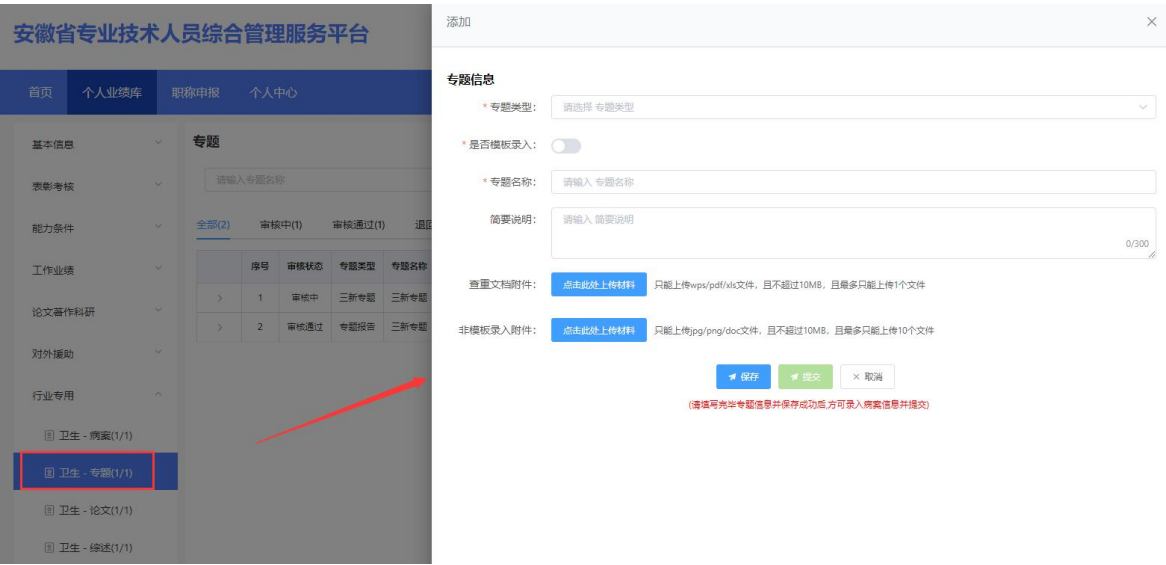 安徽省专业技术人员综合管理服务平台
首页 个人业绩库 职称申报 个人中心
基本信息
表彰考核
能力条件
工作业绩
论文著作科研
对外援助
行业专用
卫生 - 病案(1/1)
卫生 - 专题(1/1)
卫生 - 论文(1/1)
卫生 - 综述(1/1)
专题
请输入专题名称
全部(2) 审核中(1) 审核通过(1) 退回
序号 审核状态 专题类型 专题名称
1 审核中 三新专题 三新专题
2 审核通过 专题报告 三新专题
添加
专题信息
* 专题类型: 请选择 专题类型
* 是否模板录入:
* 专题名称: 请输入 专题名称
简要说明: 请输入 简要说明
0/300
查重文档附件: 点击此处上传材料 只能上传wps/pdf/xls文件，且不超过10MB，且最多只能上传1个文件
非模板录入附件: 点击此处上传材料 只能上传jpg/png/doc文件，且不超过10MB，且最多只能上传10个文件
保存 提交 × 取消
(请填写完毕专题信息并保存成功后,方可录入病案信息并提交)